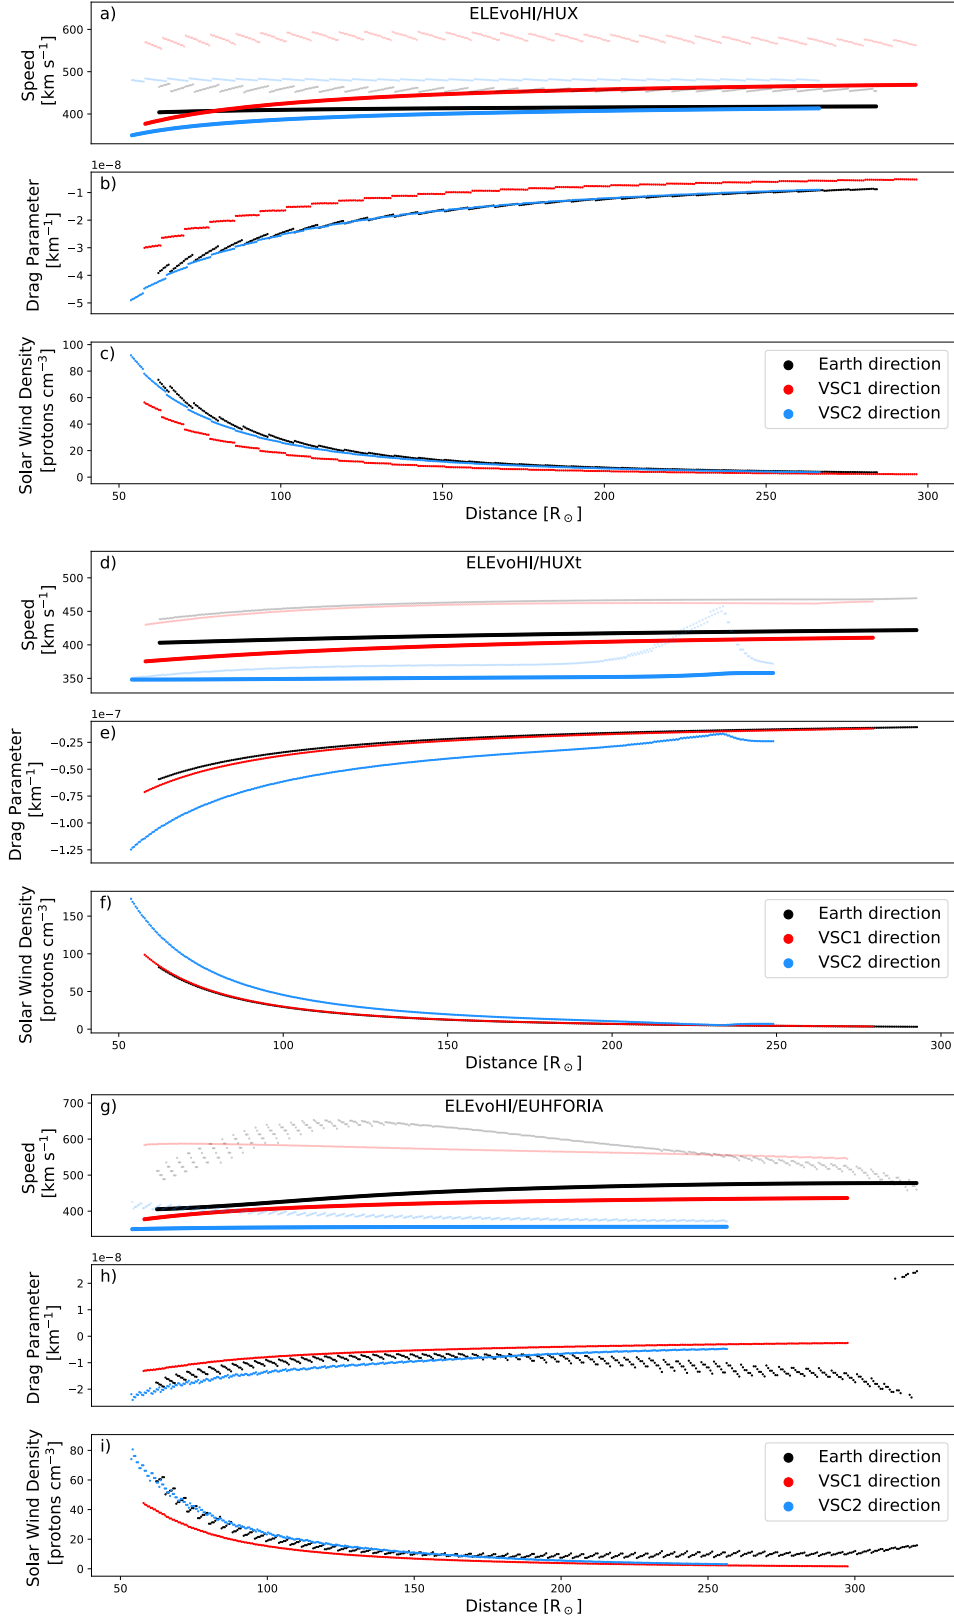 a)
ELEvoHI/HUX
Speed
[km s⁻¹]
600
500
400
1e-8
b)
Drag Parameter
[km⁻¹]
−1
−2
−3
−4
−5
c)
Solar Wind Density
[protons cm⁻³]
100
80
60
40
20
0
Earth direction
VSC1 direction
VSC2 direction
50 100 150 200 250 300
Distance [R☉]
d)
ELEvoHI/HUXt
Speed
[km s⁻¹]
500
450
400
350
1e-7
e)
Drag Parameter
[km⁻¹]
−0.25
−0.50
−0.75
−1.00
−1.25
f)
Solar Wind Density
[protons cm⁻³]
150
100
50
0
Earth direction
VSC1 direction
VSC2 direction
50 100 150 200 250 300
Distance [R☉]
g)
ELEvoHI/EUHFORIA
Speed
[km s⁻¹]
700
600
500
400
1e-8
h)
Drag Parameter
[km⁻¹]
2
1
0
−1
−2
i)
Solar Wind Density
[protons cm⁻³]
80
60
40
20
0
Earth direction
VSC1 direction
VSC2 direction
50 100 150 200 250 300
Distance [R☉]